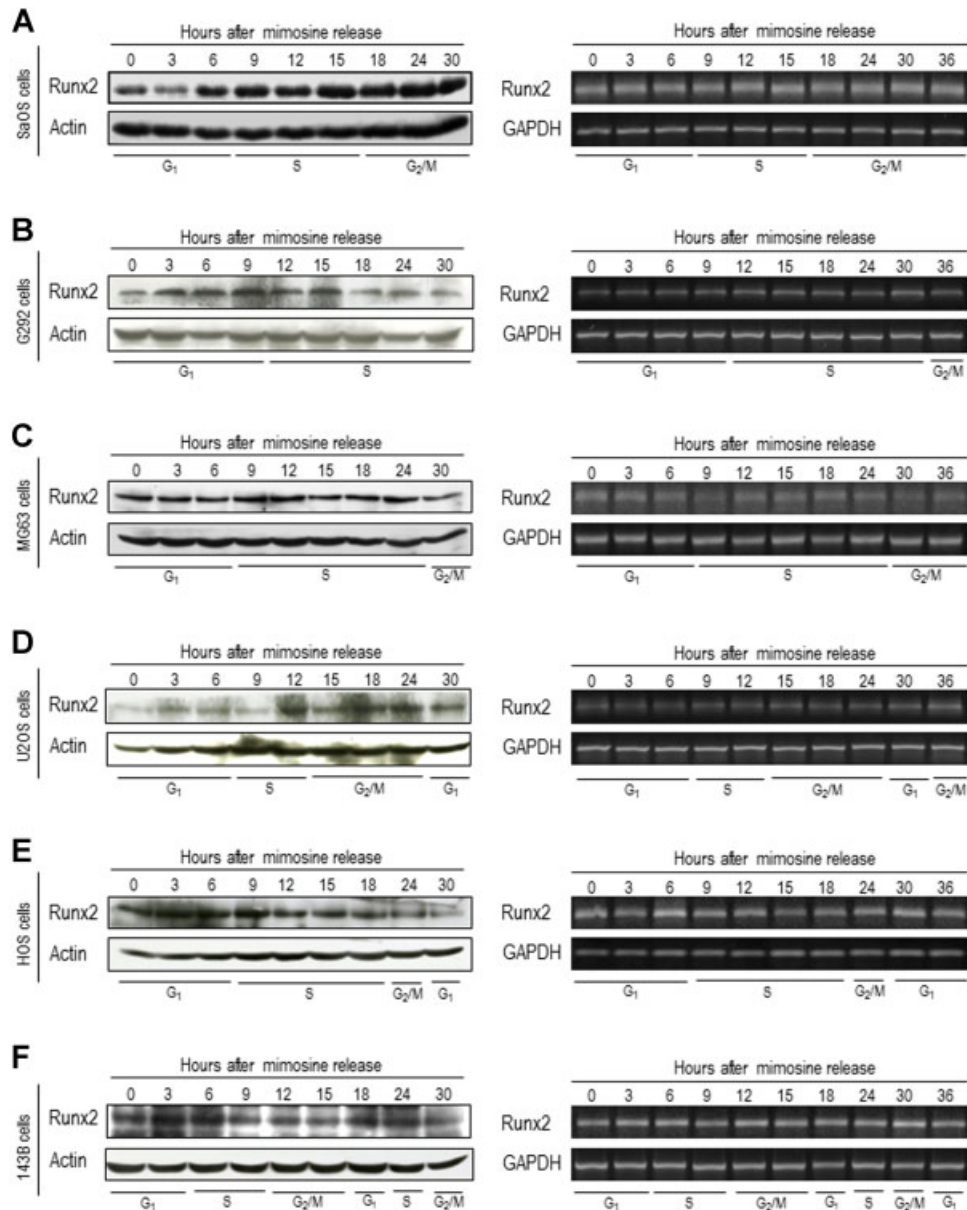 A
Hours after mimosine release
0 3 6 9 12 15 18 24 30
SaOS cells
Runx2
Actin
G1 S G2/M
Hours after mimosine release
0 3 6 9 12 15 18 24 30 36
Runx2
GAPDH
G1 S G2/M
B
Hours after mimosine release
0 3 6 9 12 15 18 24 30
G292 cells
Runx2
Actin
G1 S
Hours after mimosine release
0 3 6 9 12 15 18 24 30 36
Runx2
GAPDH
G1 S G2/M
C
Hours after mimosine release
0 3 6 9 12 15 18 24 30
MG63 cells
Runx2
Actin
G1 S G2/M
Hours after mimosine release
0 3 6 9 12 15 18 24 30 36
Runx2
GAPDH
G1 S G2/M
D
Hours after mimosine release
0 3 6 9 12 15 18 24 30
U2OS cells
Runx2
Actin
G1 S G2/M G1
Hours after mimosine release
0 3 6 9 12 15 18 24 30 36
Runx2
GAPDH
G1 S G2/M G1 G2/M
E
Hours after mimosine release
0 3 6 9 12 15 18 24 30
HOS cells
Runx2
Actin
G1 S G2/M G1
Hours after mimosine release
0 3 6 9 12 15 18 24 30 36
Runx2
GAPDH
G1 S G2/M G1
F
Hours after mimosine release
0 3 6 9 12 15 18 24 30
143B cells
Runx2
Actin
G1 S G2/M G1 S G2/M
Hours after mimosine release
0 3 6 9 12 15 18 24 30 36
Runx2
GAPDH
G1 S G2/M G1 S G2/M G1